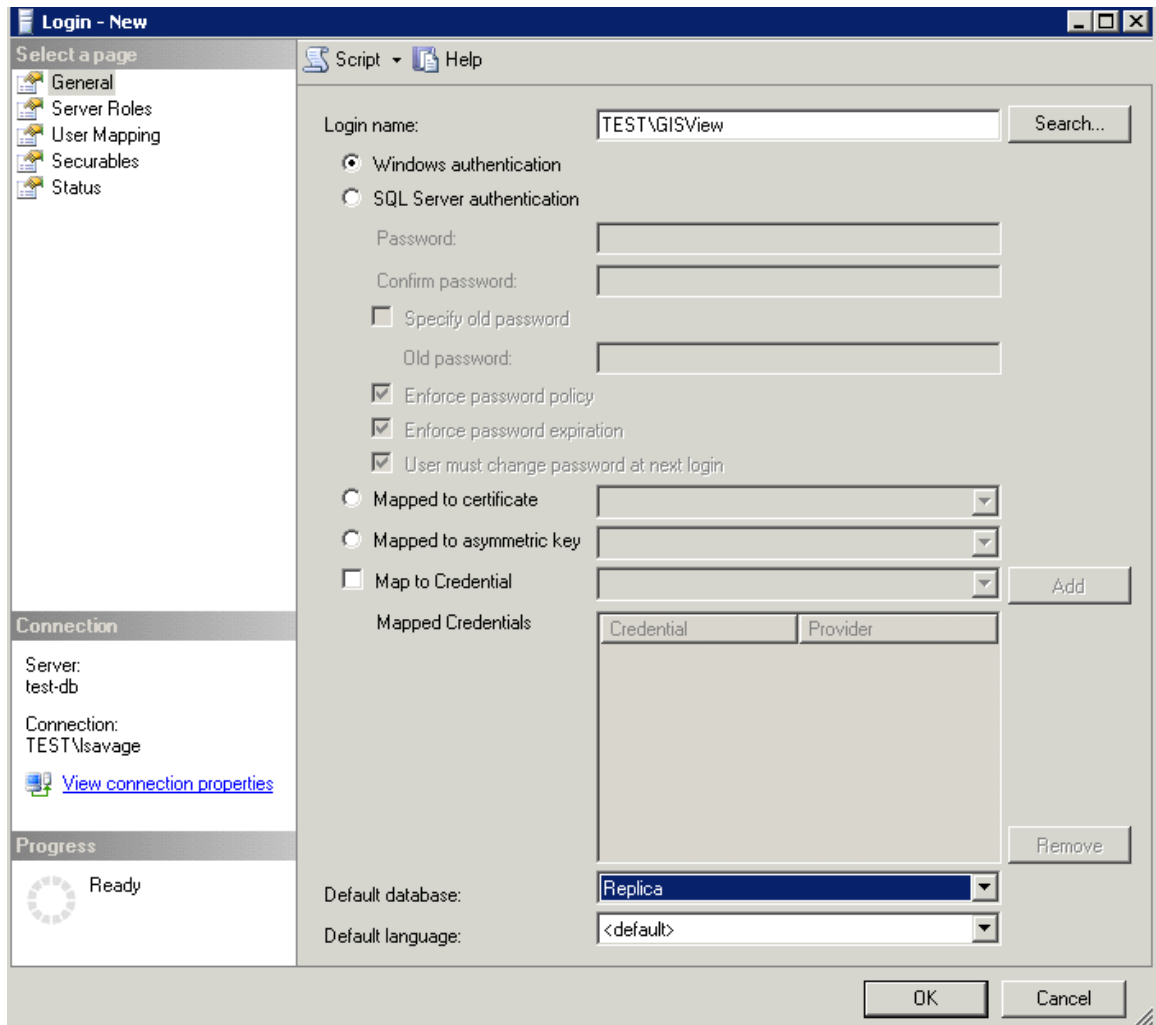 Login - New
Select a page
General
Server Roles
User Mapping
Securables
Status
Connection
Server:
test-db
Connection:
TEST\lsavage
View connection properties
Progress
Ready
Script Help
Login name: TEST\GISView Search...
Windows authentication
SQL Server authentication
Password:
Confirm password:
Specify old password
Old password:
Enforce password policy
Enforce password expiration
User must change password at next login
Mapped to certificate
Mapped to asymmetric key
Map to Credential Add
Mapped Credentials Credential Provider
Remove
Default database: Replica
Default language: <default>
OK Cancel